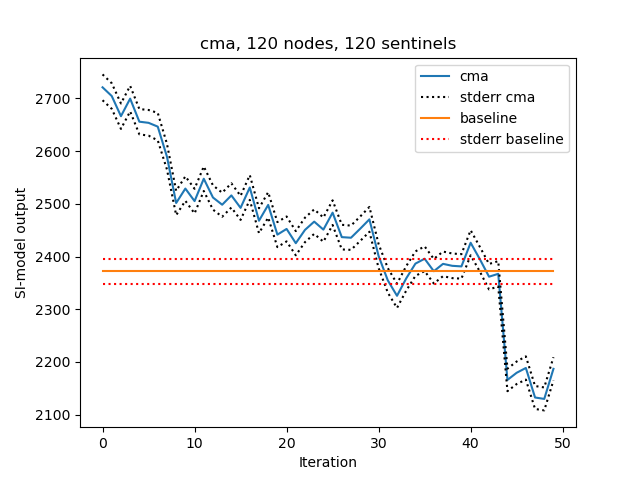 cma, 120 nodes, 120 sentinels
cma
stderr cma
baseline
stderr baseline
SI-model output
2700
2600
2500
2400
2300
2200
2100
0 10 20 30 40 50
Iteration